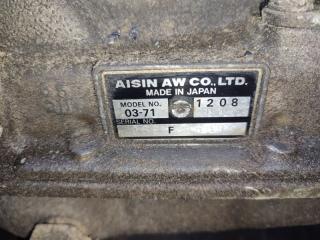 AISIN AW CO., LTD.
MADE IN JAPAN
MODEL NO. 1208
03-71
SERIAL NO.
F